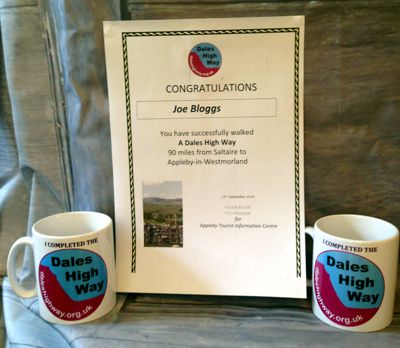 Dales
High
Way
CONGRATULATIONS
Joe Bloggs
You have successfully walked
A Dales High Way
90 miles from Saltaire to
Appleby-in-Westmorland
September
for
Appleby Tourist Information Centre
I COMPLETED THE
Dales
High
Way
daleshighway.org.uk
I COMPLETED THE
Dales
High
Way
daleshighway.org.uk